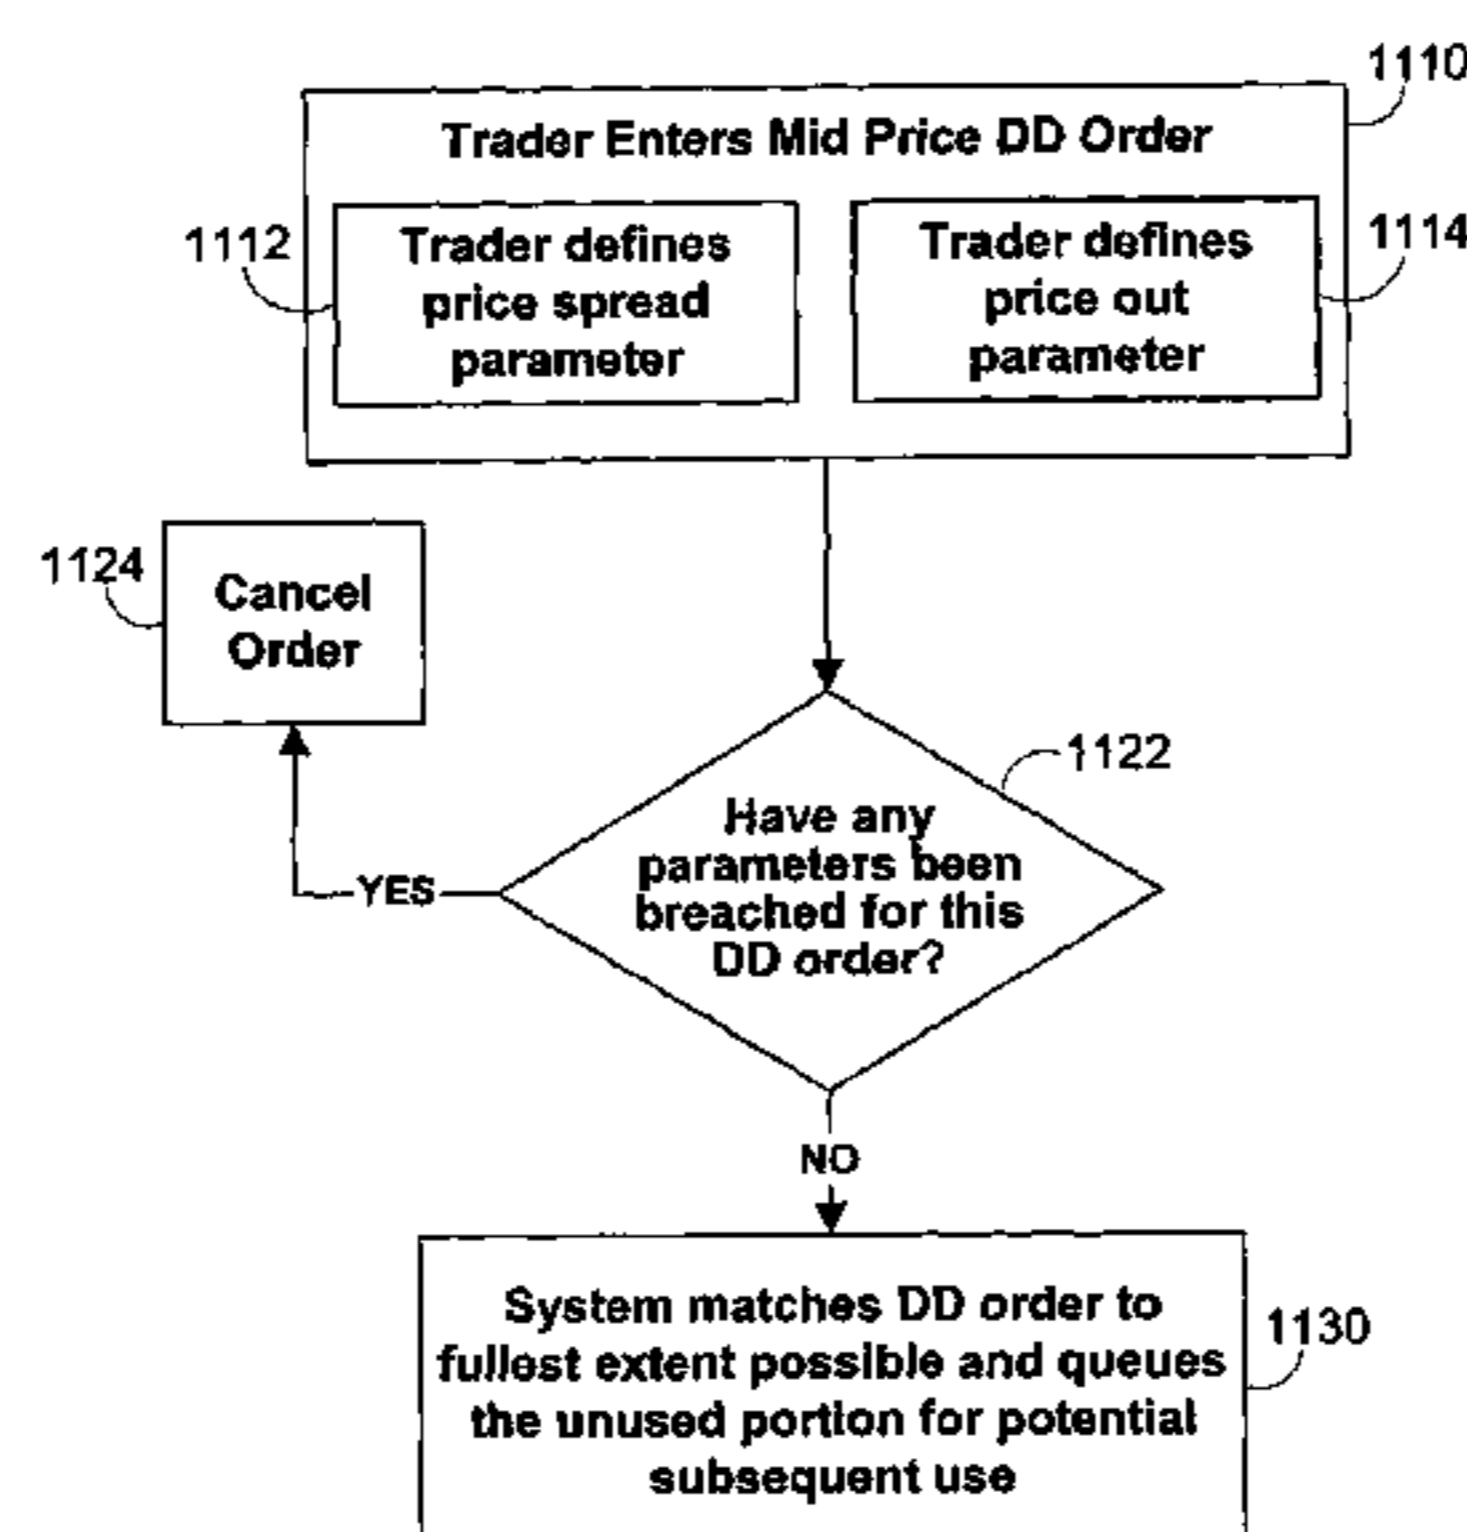 1110
Trader Enters Mid Price DD Order
1112
Trader defines
price spread
parameter
Trader defines
price out
parameter
1114
1124
Cancel
Order
1122
Have any
parameters been
breached for this
DD order?
YES
NO
System matches DD order to
fullest extent possible and queues
the unused portion for potential
subsequent use
1130